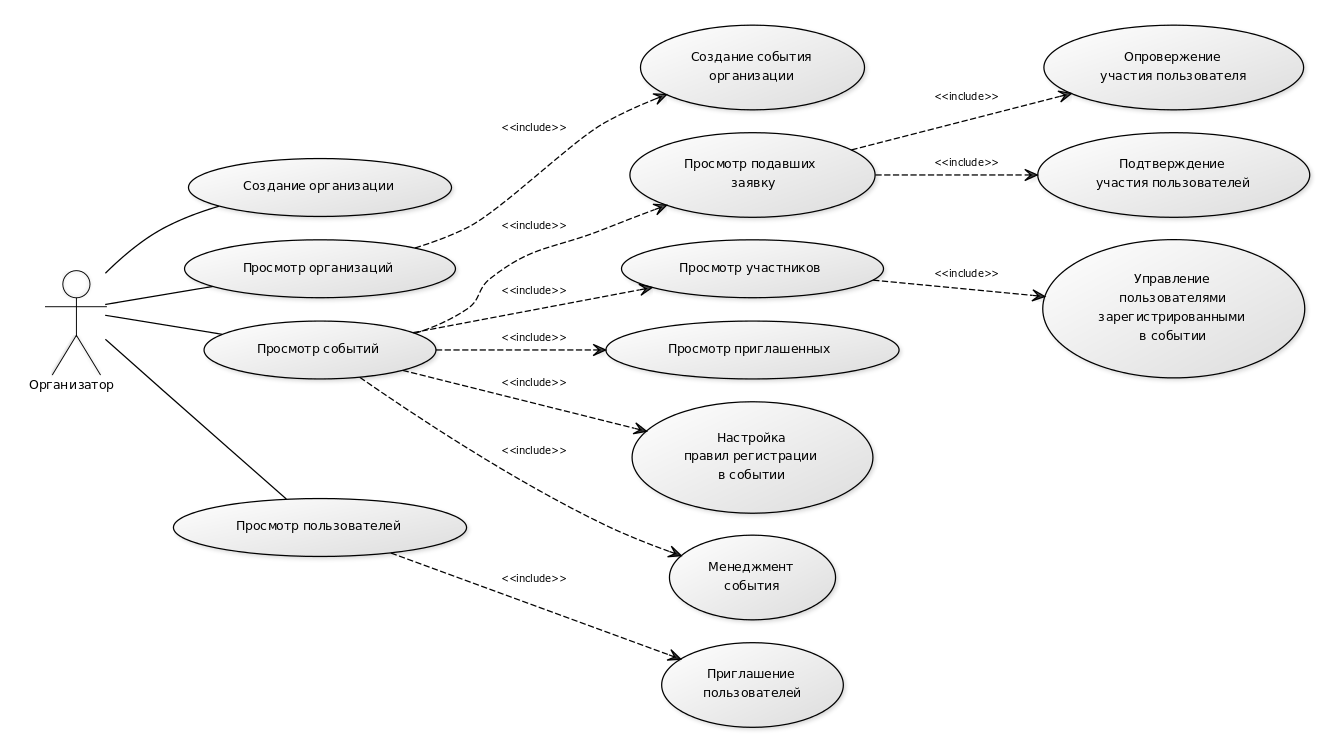 Создание события
организации
Опровержение
участия пользователя
<<include>>
<<include>>
Просмотр подавших
заявку
<<include>>
Подтверждение
участия пользователей
Создание организации
<<include>>
Просмотр организаций
Просмотр участников
<<include>>
Управление
пользователями
зарегистрированными
в событии
<<include>>
<<include>>
Просмотр событий
Просмотр приглашенных
Организатор
<<include>>
Настройка
правил регистрации
в событии
<<include>>
Просмотр пользователей
Менеджмент
события
<<include>>
Приглашение
пользователей